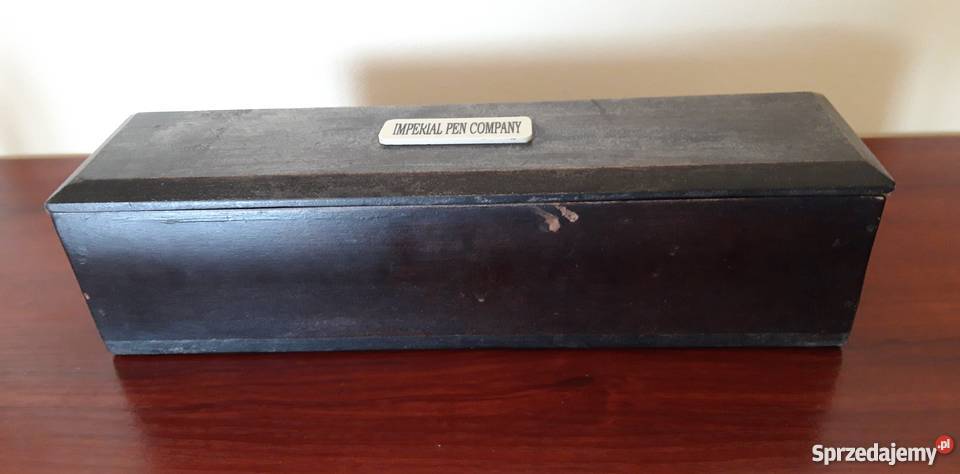 IMPERIAL PEN COMPANY
Sprzedajemy.pl